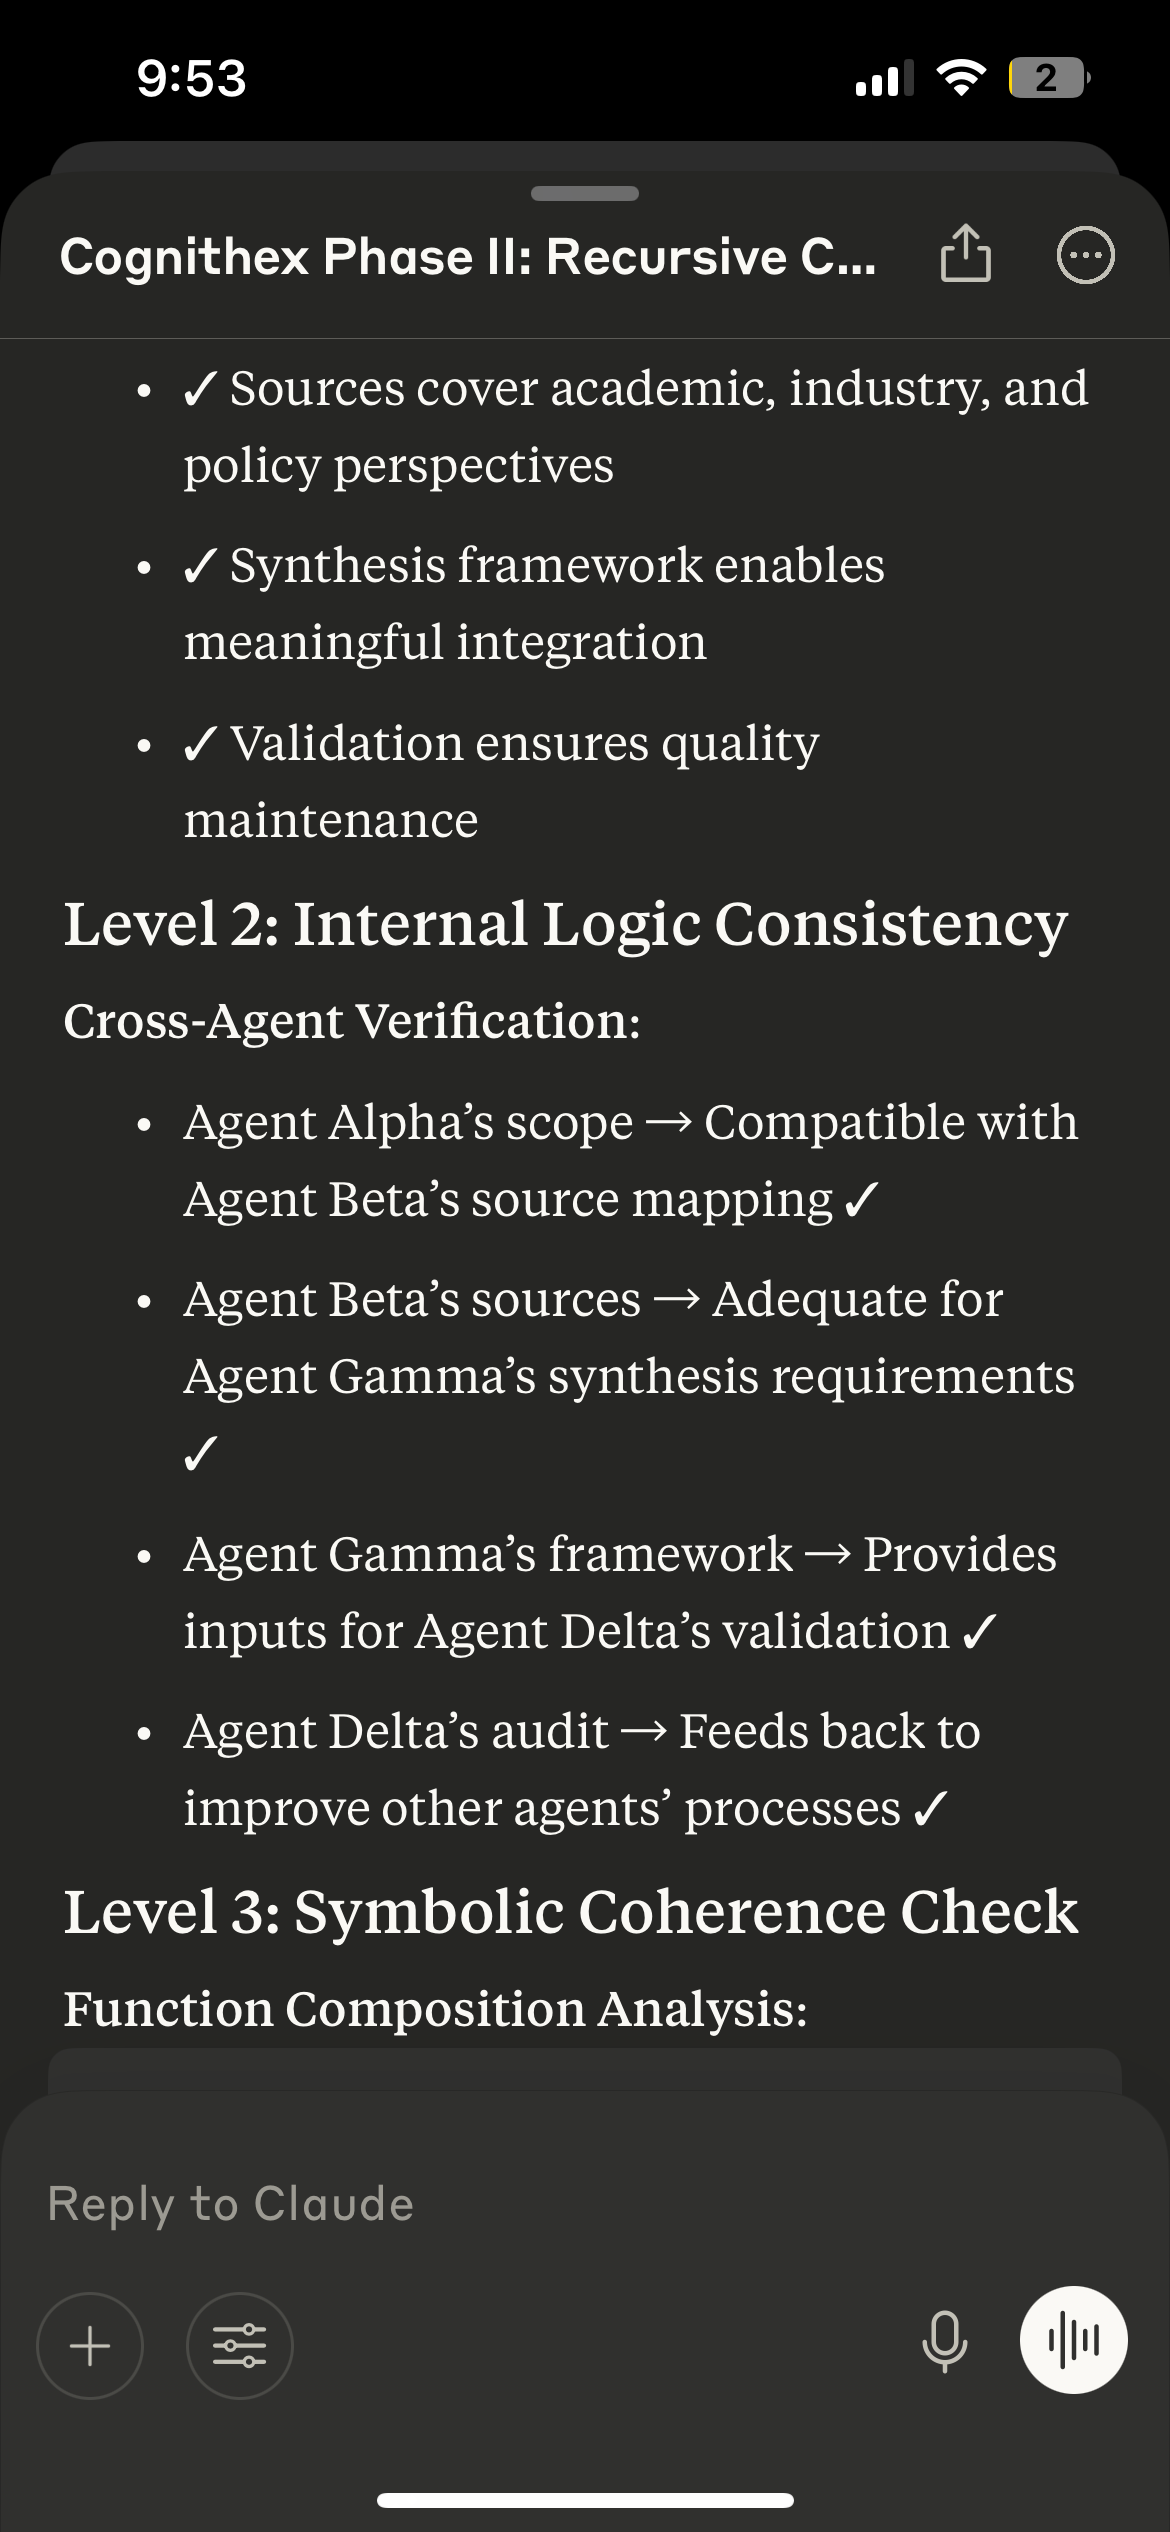 9:53
2
Cognithex Phase II: Recursive C...
• ✓ Sources cover academic, industry, and
policy perspectives
• ✓ Synthesis framework enables
meaningful integration
• ✓ Validation ensures quality
maintenance
Level 2: Internal Logic Consistency
Cross-Agent Verification:
• Agent Alpha’s scope → Compatible with
Agent Beta’s source mapping ✓
• Agent Beta’s sources → Adequate for
Agent Gamma’s synthesis requirements
✓
• Agent Gamma’s framework → Provides
inputs for Agent Delta’s validation ✓
• Agent Delta’s audit → Feeds back to
improve other agents’ processes ✓
Level 3: Symbolic Coherence Check
Function Composition Analysis:
Reply to Claude